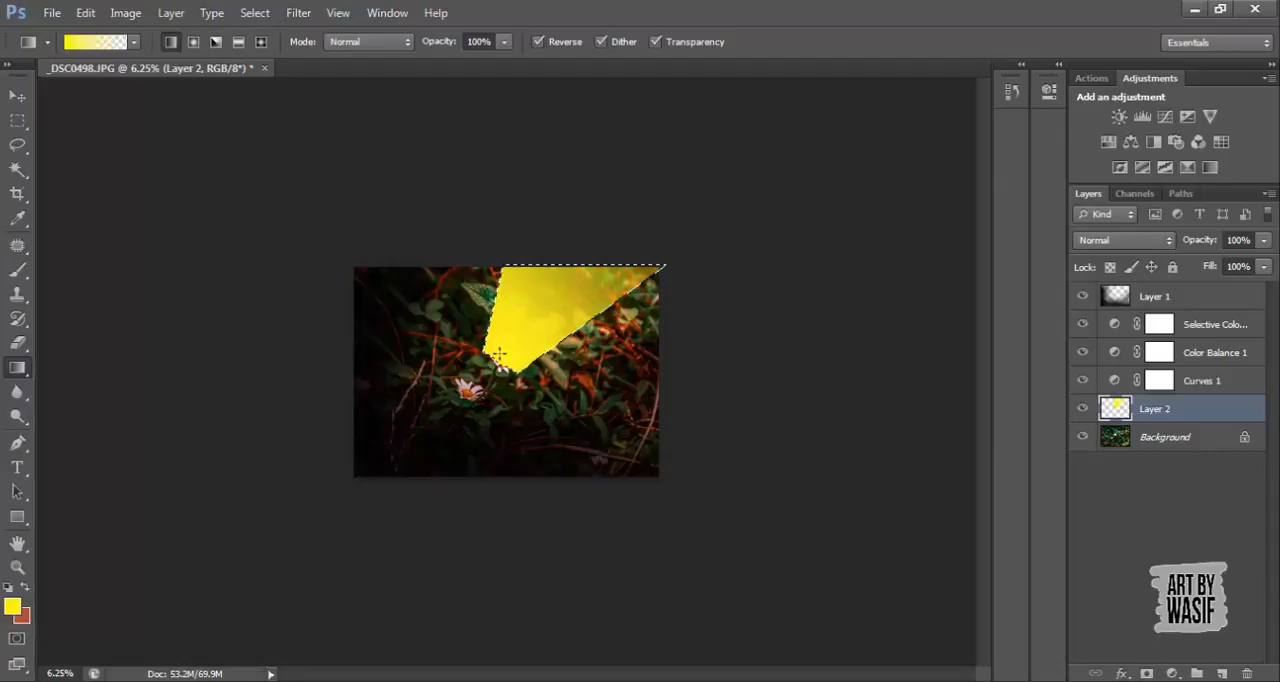 Ps File Edit Image Layer Type Select Filter View Window Help
Mode: Normal Opacity: 100% Reverse Dither Transparency Essentials
_DSC0498.JPG @ 6.25% (Layer 2, RGB/8*) *
Actions Adjustments
Add an adjustment
Layers Channels Paths
Kind
Normal Opacity: 100%
Lock: Fill: 100%
Layer 1
Selective Colo...
Color Balance 1
Curves 1
Layer 2
Background
ART BY
WASIF
6.25% Doc: 53.2M/69.9M